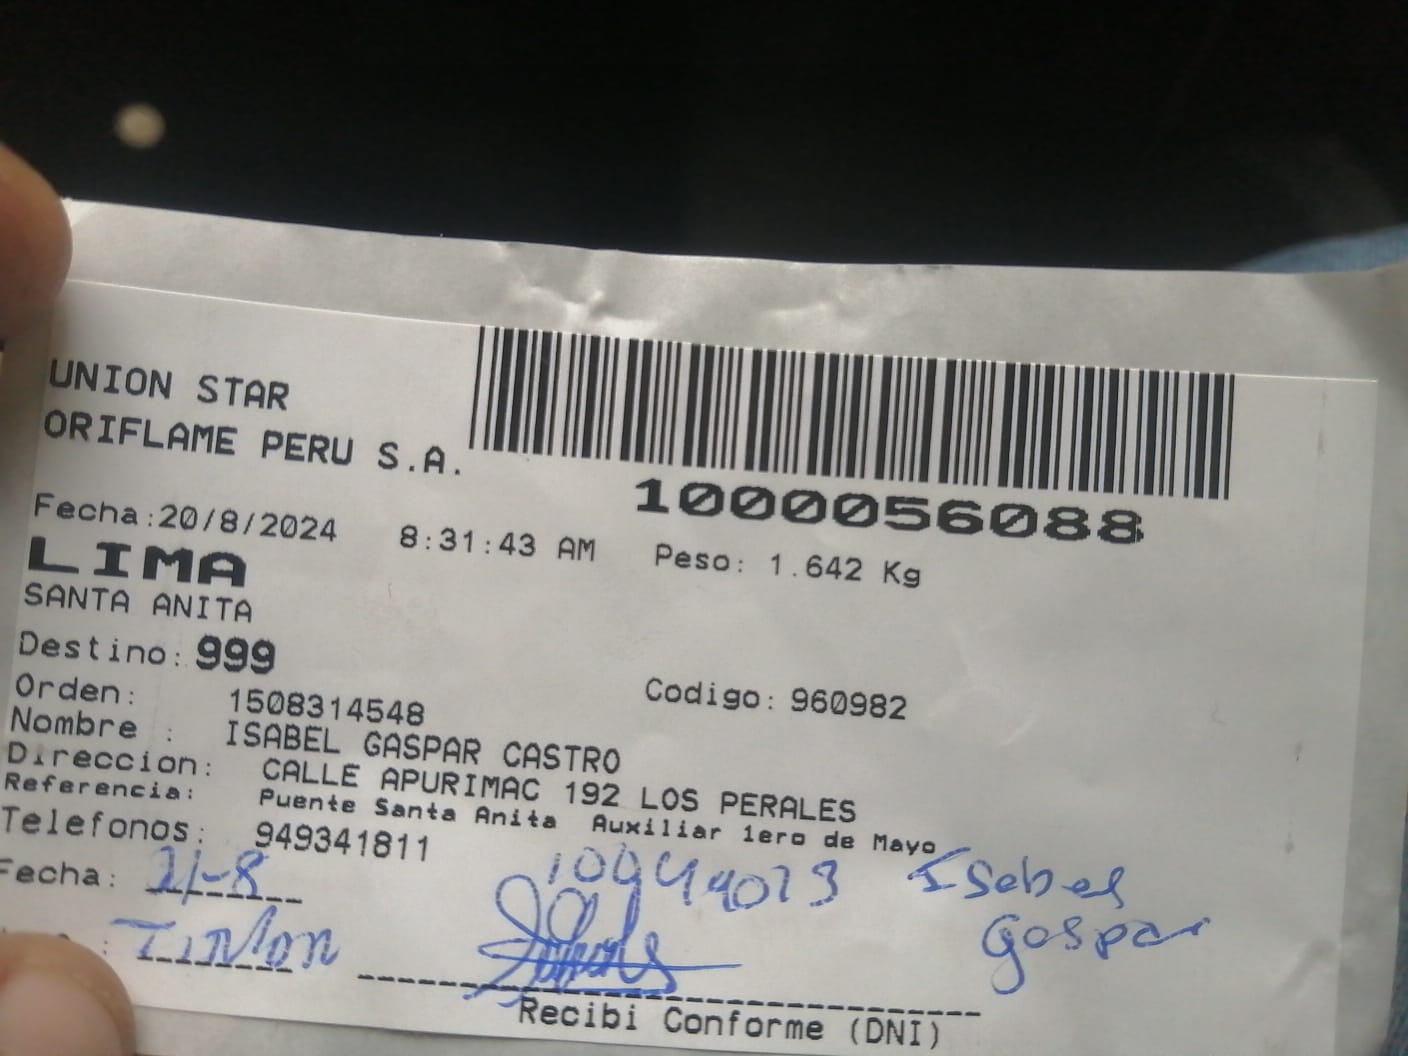 UNION STAR
ORIFLAME PERU S.A.
1000056088
Fecha:20/8/2024 8:31:43 AM Peso: 1.642 Kg
LIMA
SANTA ANITA
Destino: 999
Orden: 1508314548 Codigo: 960982
Nombre : ISABEL GASPAR CASTRO
Direccion: CALLE APURIMAC 192 LOS PERALES
Referencia: Puente Santa Anita Auxiliar 1ero de Mayo
Telefonos: 949341811
Fecha: 21-8 Isabel
Gaspar
Recibi Conforme (DNI)